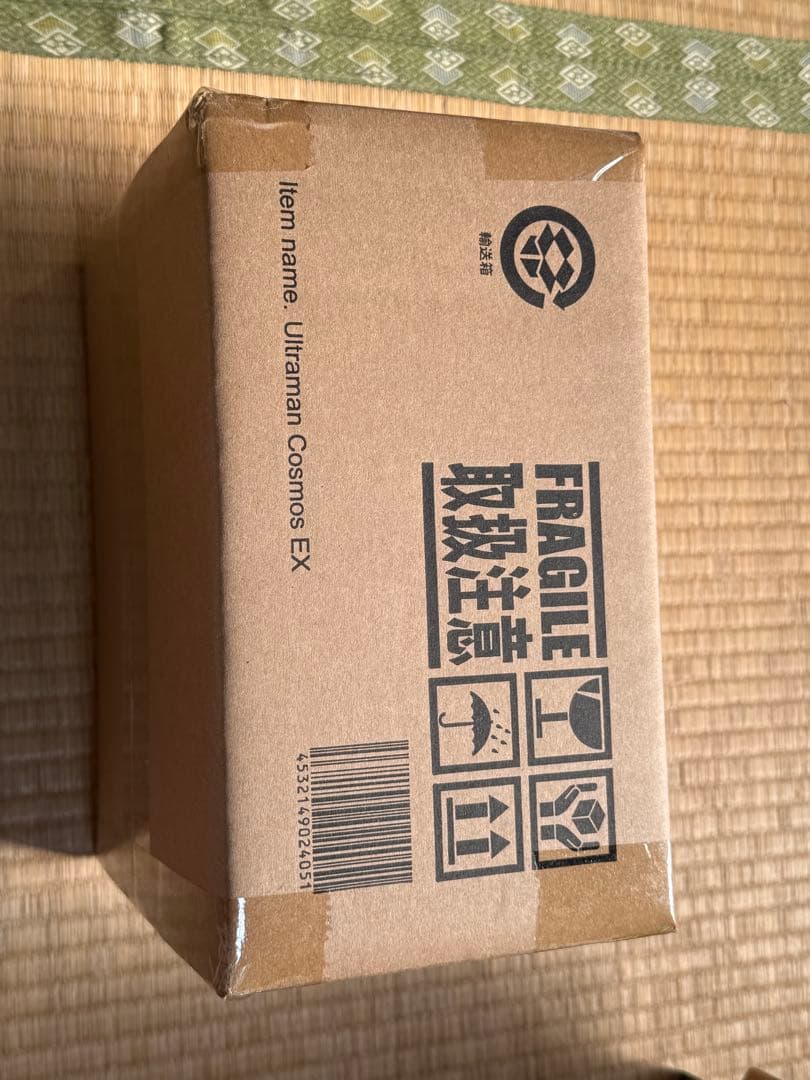 輸送箱
FRAGILE
取扱注意
Item name.  Ultraman Cosmos EX
4532149024051